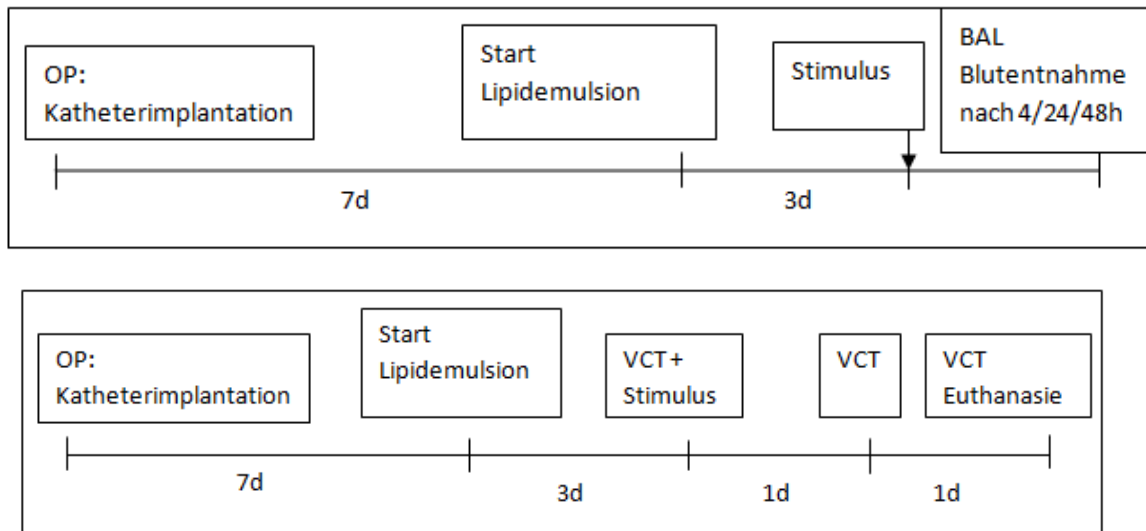 OP:
Katheterimplantation
Start
Lipidemulsion
Stimulus
BAL
Blutentnahme
nach 4/24/48h
7d
3d
OP:
Katheterimplantation
Start
Lipidemulsion
VCT +
Stimulus
VCT
VCT
Euthanasie
7d
3d
1d
1d